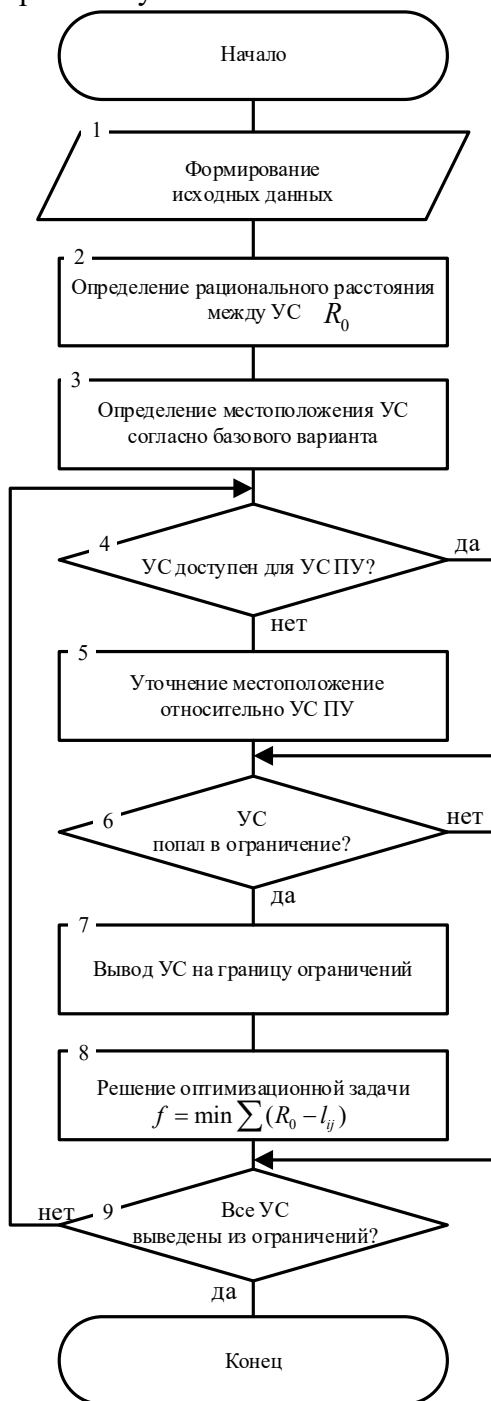 Начало
1
Формирование
исходных данных
2
Определение рационального расстояния
между УС R₀
3
Определение местоположения УС
согласно базового варианта
4
да
УС доступен для УС ПУ?
нет
5
Уточнение местоположение
относительно УС ПУ
6
УС
нет
попал в ограничение?
да
7
Вывод УС на границу ограничений
8
Решение оптимизационной задачи
f = min ∑ (R₀ − lᵢⱼ)
нет
9
Все УС
выведены из ограничений?
да
Конец